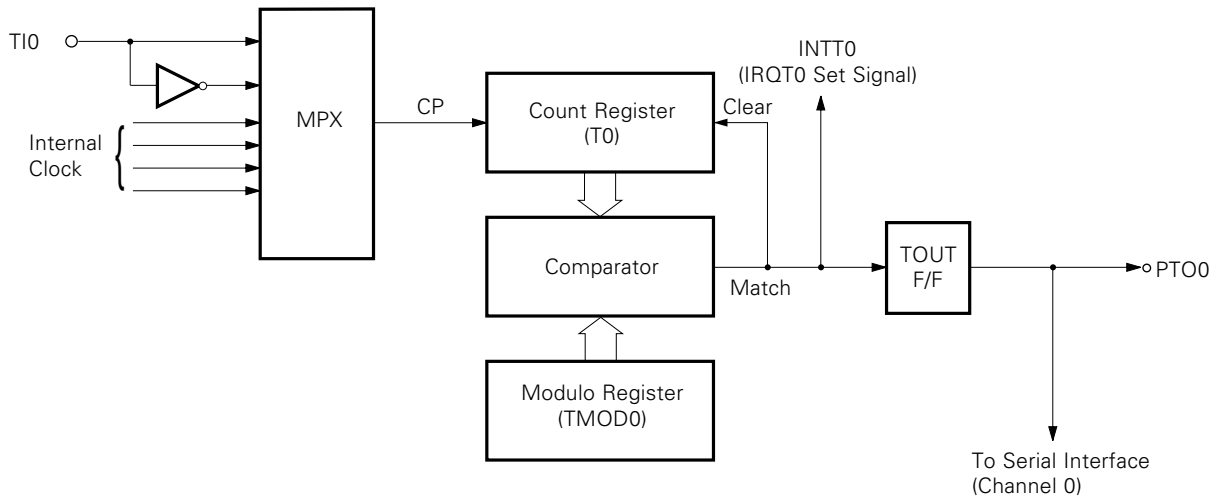 TI0
Internal
Clock
MPX
CP
Count Register
(T0)
Clear
INTT0
(IRQT0 Set Signal)
Comparator
Match
TOUT
F/F
PTO0
Modulo Register
(TMOD0)
To Serial Interface
(Channel 0)